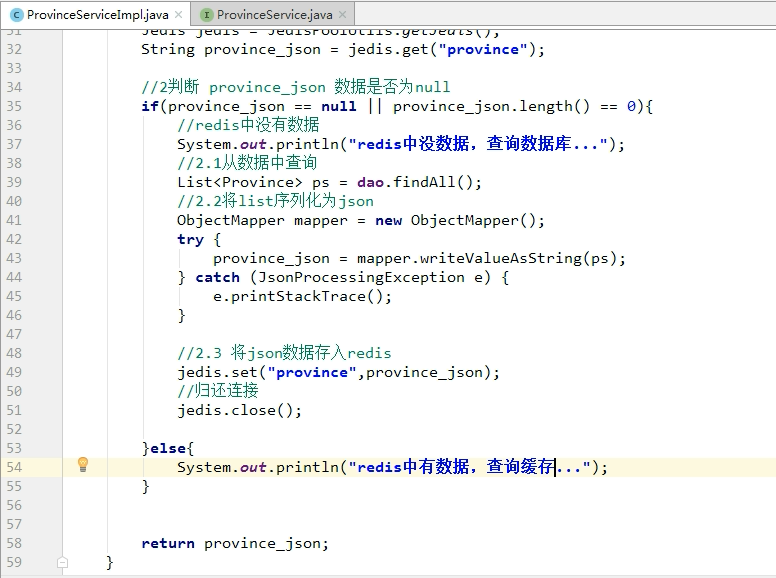 C ProvinceServiceImpl.java × I ProvinceService.java ×
32 String province_json = jedis.get("province");
33
34 //2判断 province_json 数据是否为null
35 if(province_json == null || province_json.length() == 0){
36 //redis中没有数据
37 System.out.println("redis中没数据，查询数据库...");
38 //2.1从数据中查询
39 List<Province> ps = dao.findAll();
40 //2.2将list序列化为json
41 ObjectMapper mapper = new ObjectMapper();
42 try {
43 province_json = mapper.writeValueAsString(ps);
44 } catch (JsonProcessingException e) {
45 e.printStackTrace();
46 }
47
48 //2.3 将json数据存入redis
49 jedis.set("province",province_json);
50 //归还连接
51 jedis.close();
52
53 }else{
54 System.out.println("redis中有数据，查询缓存...");
55 }
56
57
58 return province_json;
59 }